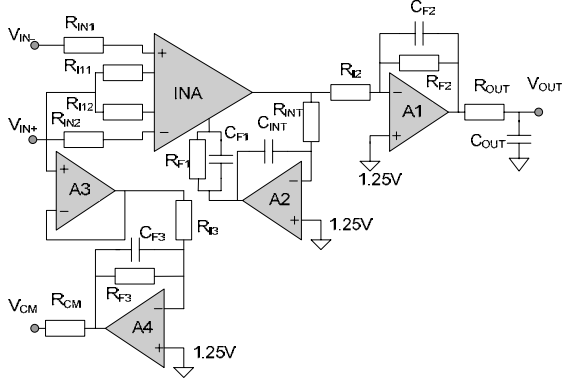 VIN-
RIN1
RI11
RI12
VIN+
RIN2
INA
RF1
CF1
CINT
RINT
RI2
CF2
RF2
A1
ROUT
VOUT
COUT
1.25V
A2
1.25V
A3
RI3
CF3
RF3
VCM
RCM
A4
1.25V
+
-
+
-
+
-
+
-
+
-